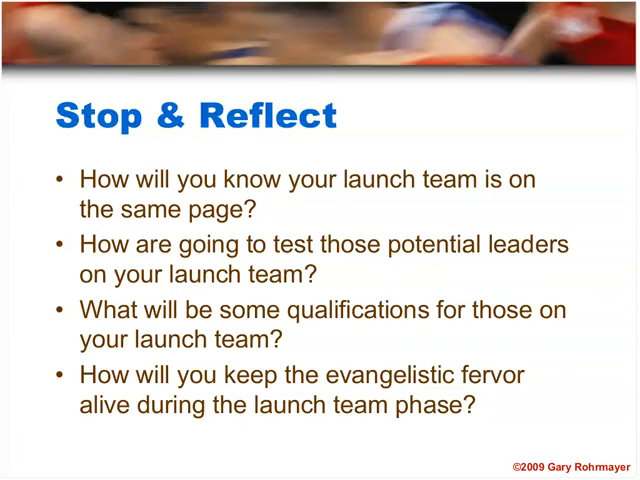 Stop & Reflect
• How will you know your launch team is on
the same page?
• How are going to test those potential leaders
on your launch team?
• What will be some qualifications for those on
your launch team?
• How will you keep the evangelistic fervor
alive during the launch team phase?
©2009 Gary Rohrmayer